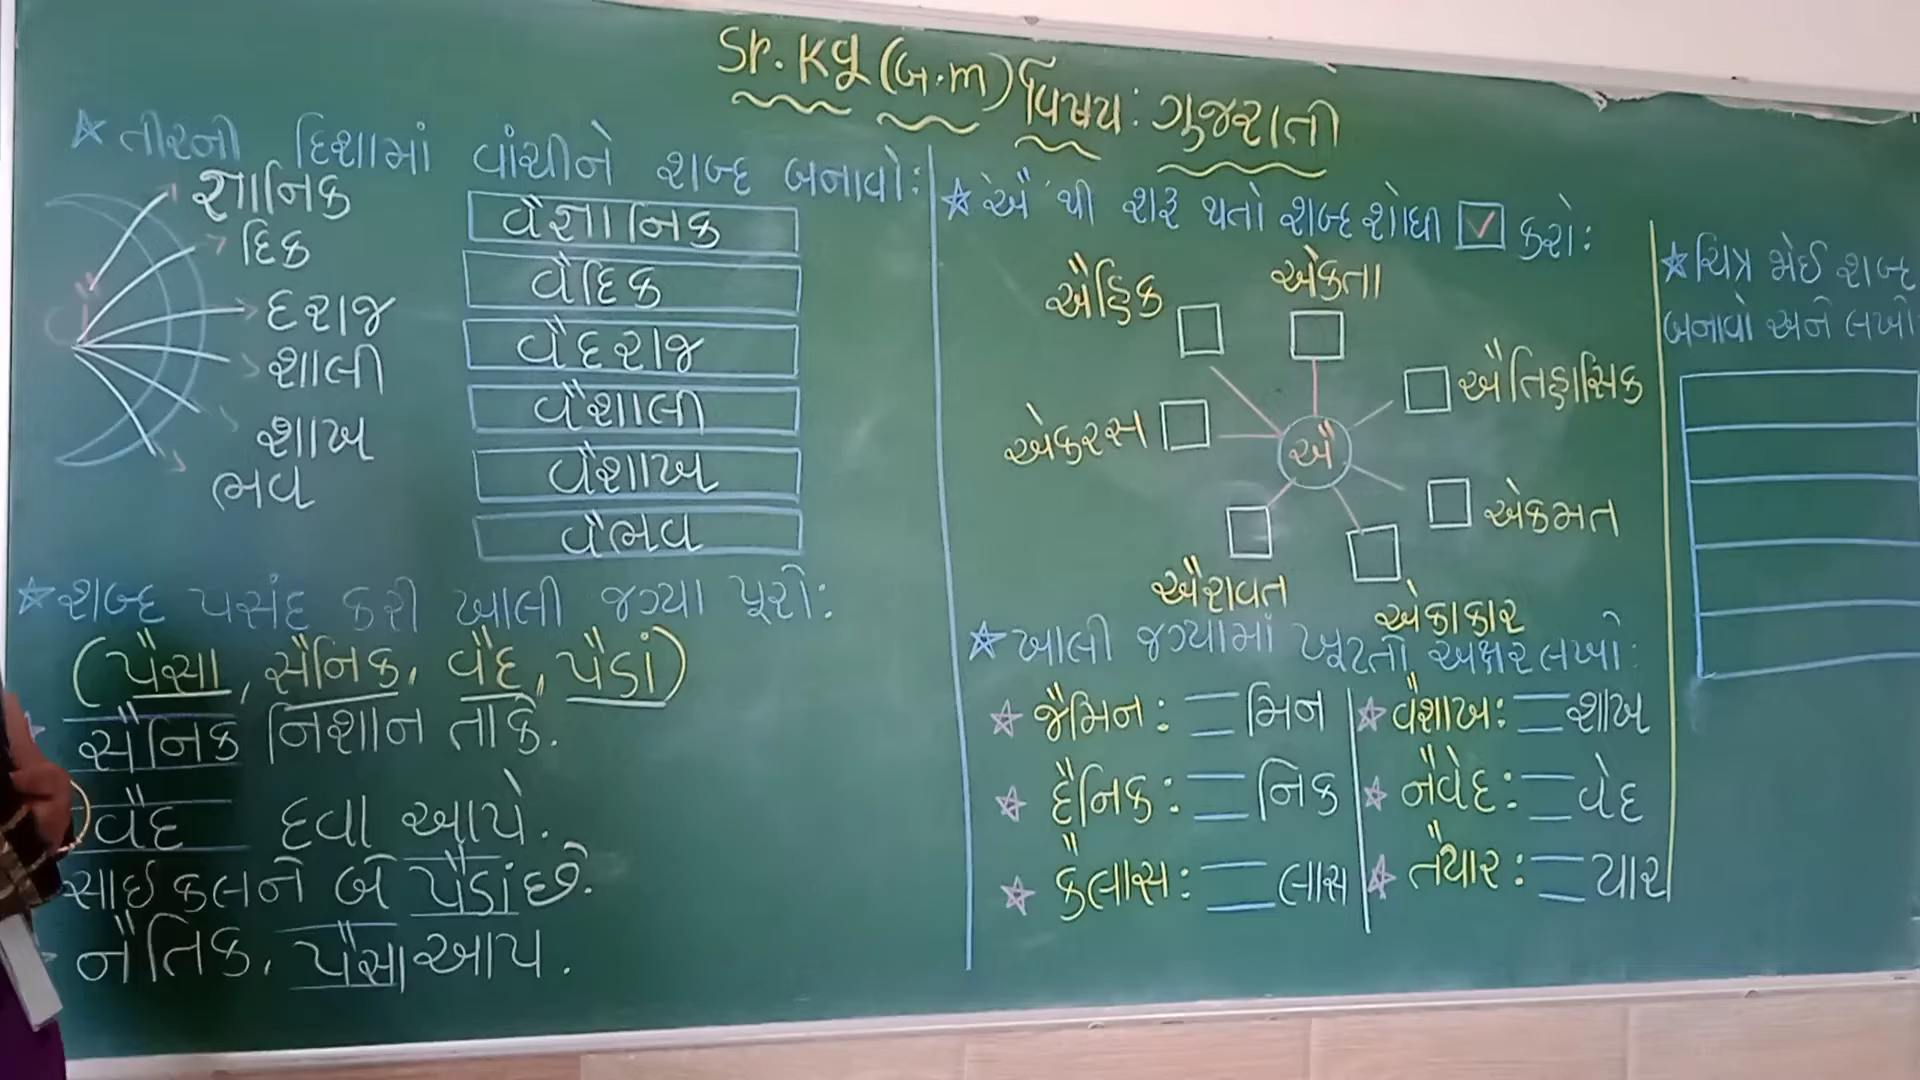 Sr. Kg (G.m) વિષય: ગુજરાતી
★ તીરની દિશામાં વાંચીને શબ્દ બનાવો:
જ્ઞાનિક
દિક
દરાજ
શાલી
શાખ
ભવ
વૈજ્ઞાનિક
વૈદિક
વૈદરાજ
વૈશાલી
વૈશાખ
વૈભવ
★ શબ્દ પસંદ કરી ખાલી જગ્યા પૂરો:
(પૈસા, સૈનિક, વૈદ, પૈડાં)
સૈનિક નિશાન તાકે.
વૈદ દવા આપે.
સાઈકલને બે પૈડાં છે.
નૈતિક, પૈસા આપ.
★ 'ઐ' થી શરૂ થતો શબ્દ શોધી ✓ કરો:
ઐહિક
એકતા
ઐતિહાસિક
એકરસ
ઐ
એકમત
ઐરાવત
એકાકાર
★ ખાલી જગ્યામાં ખૂટતો અક્ષર લખો:
★ જૈમિન: __ મિન
★ દૈનિક: __ નિક
★ કૈલાસ: __ લાસ
★ વૈશાખ: __ શાખ
★ નૈવેદ: __ વેદ
★ તૈયાર: __ યાર
★ ચિત્ર જોઈ શબ્દ
બનાવો અને લખો: